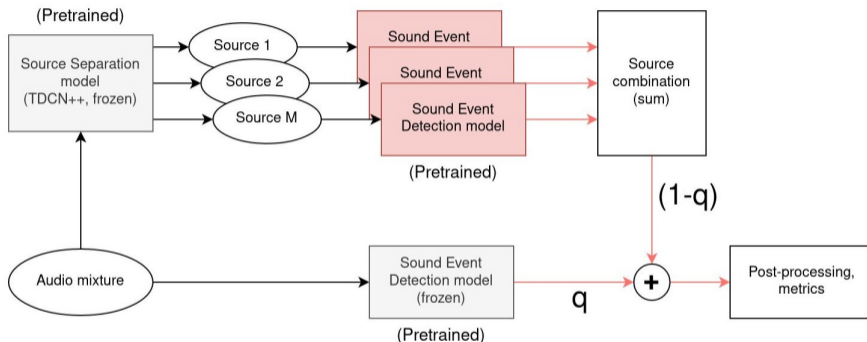 (Pretrained)
Source Separation
model
(TDCN++, frozen)
Source 1
Source 2
Source M
Sound Event
Sound Event
Sound Event
Detection model
(Pretrained)
Source
combination
(sum)
(1-q)
Audio mixture
Sound Event
Detection model
(frozen)
(Pretrained)
q
+
Post-processing,
metrics